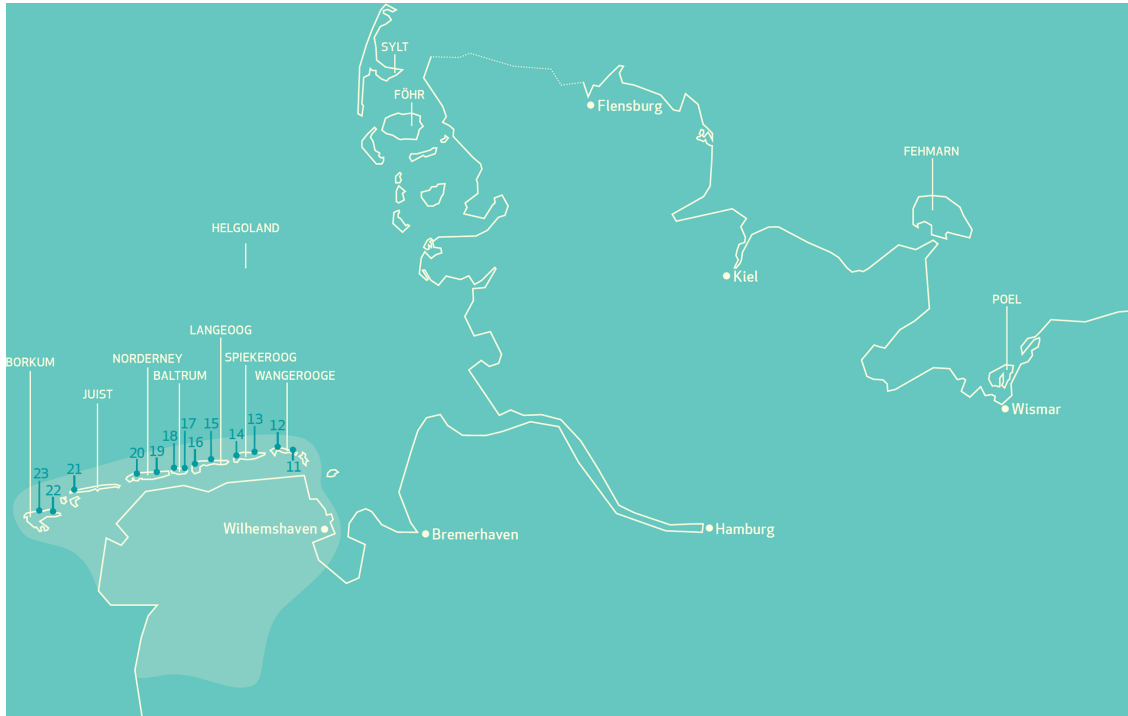 SYLT
FÖHR
Flensburg
FEHMARN
HELGOLAND
Kiel
POEL
LANGEOOG
BORKUM
NORDERNEY
SPIEKEROOG
BALTRUM
WANGEROOGE
JUIST
Wismar
17
15
13
12
18
16
14
20
19
11
21
23
22
Wilhemshaven
Bremerhaven
Hamburg